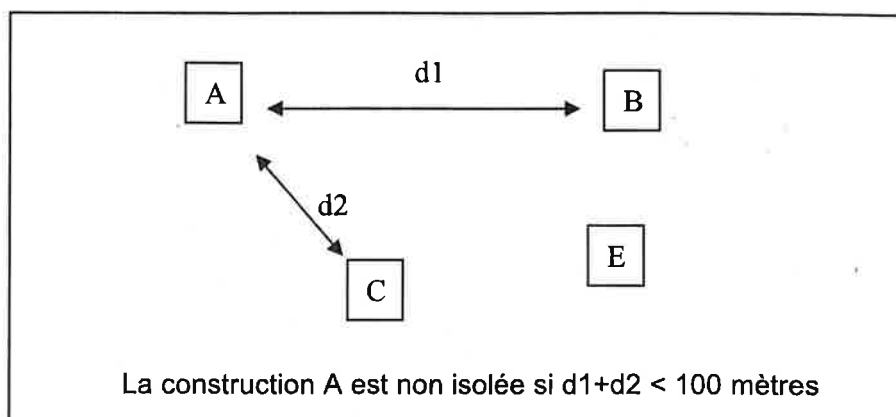 d1
A
B
d2
E
C
La construction A est non isolée si d1+d2 < 100 mètres